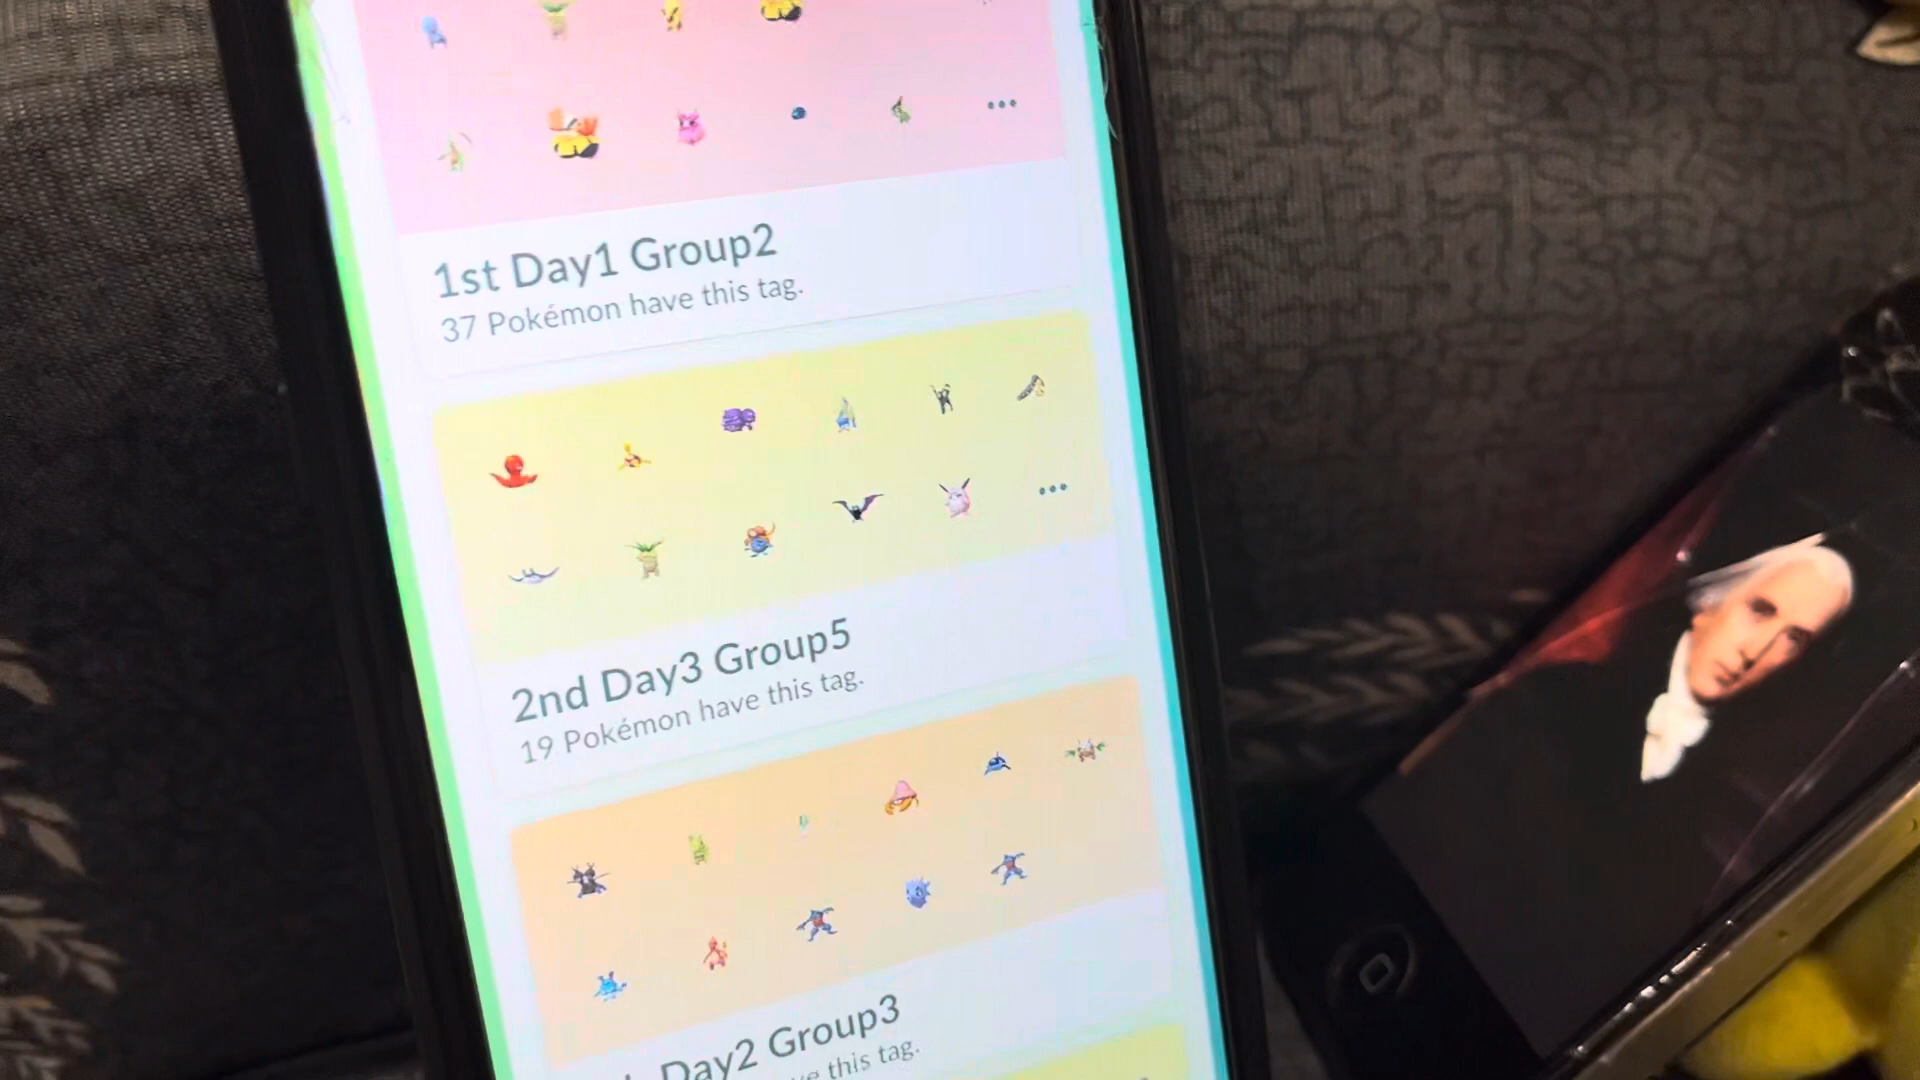 1st Day1 Group2
37 Pokémon have this tag.
2nd Day3 Group5
19 Pokémon have this tag.
Day2 Group3
this tag.